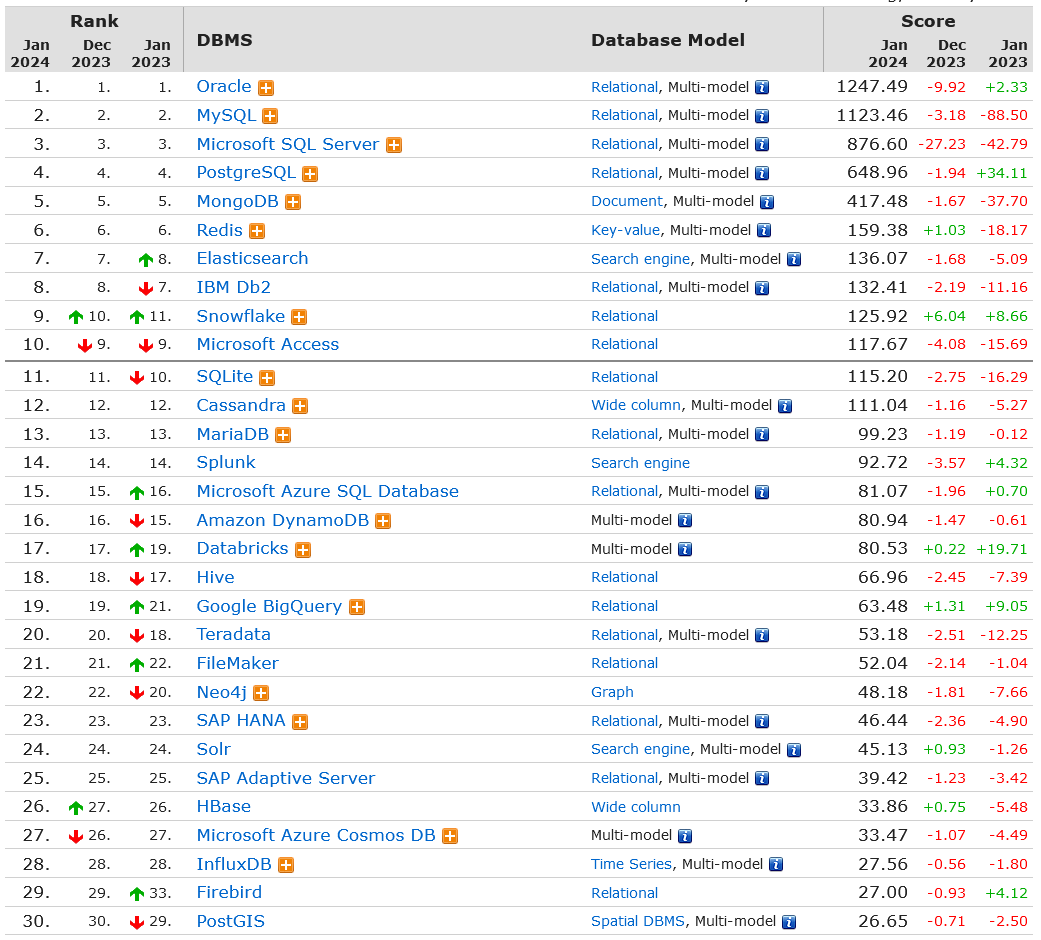 Rank DBMS Database Model Score
Jan 2024 Dec 2023 Jan 2023 Jan 2024 Dec 2023 Jan 2023
1. 1. 1. Oracle Relational, Multi-model 1247.49 -9.92 +2.33
2. 2. 2. MySQL Relational, Multi-model 1123.46 -3.18 -88.50
3. 3. 3. Microsoft SQL Server Relational, Multi-model 876.60 -27.23 -42.79
4. 4. 4. PostgreSQL Relational, Multi-model 648.96 -1.94 +34.11
5. 5. 5. MongoDB Document, Multi-model 417.48 -1.67 -37.70
6. 6. 6. Redis Key-value, Multi-model 159.38 +1.03 -18.17
7. 7. 8. Elasticsearch Search engine, Multi-model 136.07 -1.68 -5.09
8. 8. 7. IBM Db2 Relational, Multi-model 132.41 -2.19 -11.16
9. 10. 11. Snowflake Relational 125.92 +6.04 +8.66
10. 9. 9. Microsoft Access Relational 117.67 -4.08 -15.69
11. 11. 10. SQLite Relational 115.20 -2.75 -16.29
12. 12. 12. Cassandra Wide column, Multi-model 111.04 -1.16 -5.27
13. 13. 13. MariaDB Relational, Multi-model 99.23 -1.19 -0.12
14. 14. 14. Splunk Search engine 92.72 -3.57 +4.32
15. 15. 16. Microsoft Azure SQL Database Relational, Multi-model 81.07 -1.96 +0.70
16. 16. 15. Amazon DynamoDB Multi-model 80.94 -1.47 -0.61
17. 17. 19. Databricks Multi-model 80.53 +0.22 +19.71
18. 18. 17. Hive Relational 66.96 -2.45 -7.39
19. 19. 21. Google BigQuery Relational 63.48 +1.31 +9.05
20. 20. 18. Teradata Relational, Multi-model 53.18 -2.51 -12.25
21. 21. 22. FileMaker Relational 52.04 -2.14 -1.04
22. 22. 20. Neo4j Graph 48.18 -1.81 -7.66
23. 23. 23. SAP HANA Relational, Multi-model 46.44 -2.36 -4.90
24. 24. 24. Solr Search engine, Multi-model 45.13 +0.93 -1.26
25. 25. 25. SAP Adaptive Server Relational, Multi-model 39.42 -1.23 -3.42
26. 27. 26. HBase Wide column 33.86 +0.75 -5.48
27. 26. 27. Microsoft Azure Cosmos DB Multi-model 33.47 -1.07 -4.49
28. 28. 28. InfluxDB Time Series, Multi-model 27.56 -0.56 -1.80
29. 29. 33. Firebird Relational 27.00 -0.93 +4.12
30. 30. 29. PostGIS Spatial DBMS, Multi-model 26.65 -0.71 -2.50